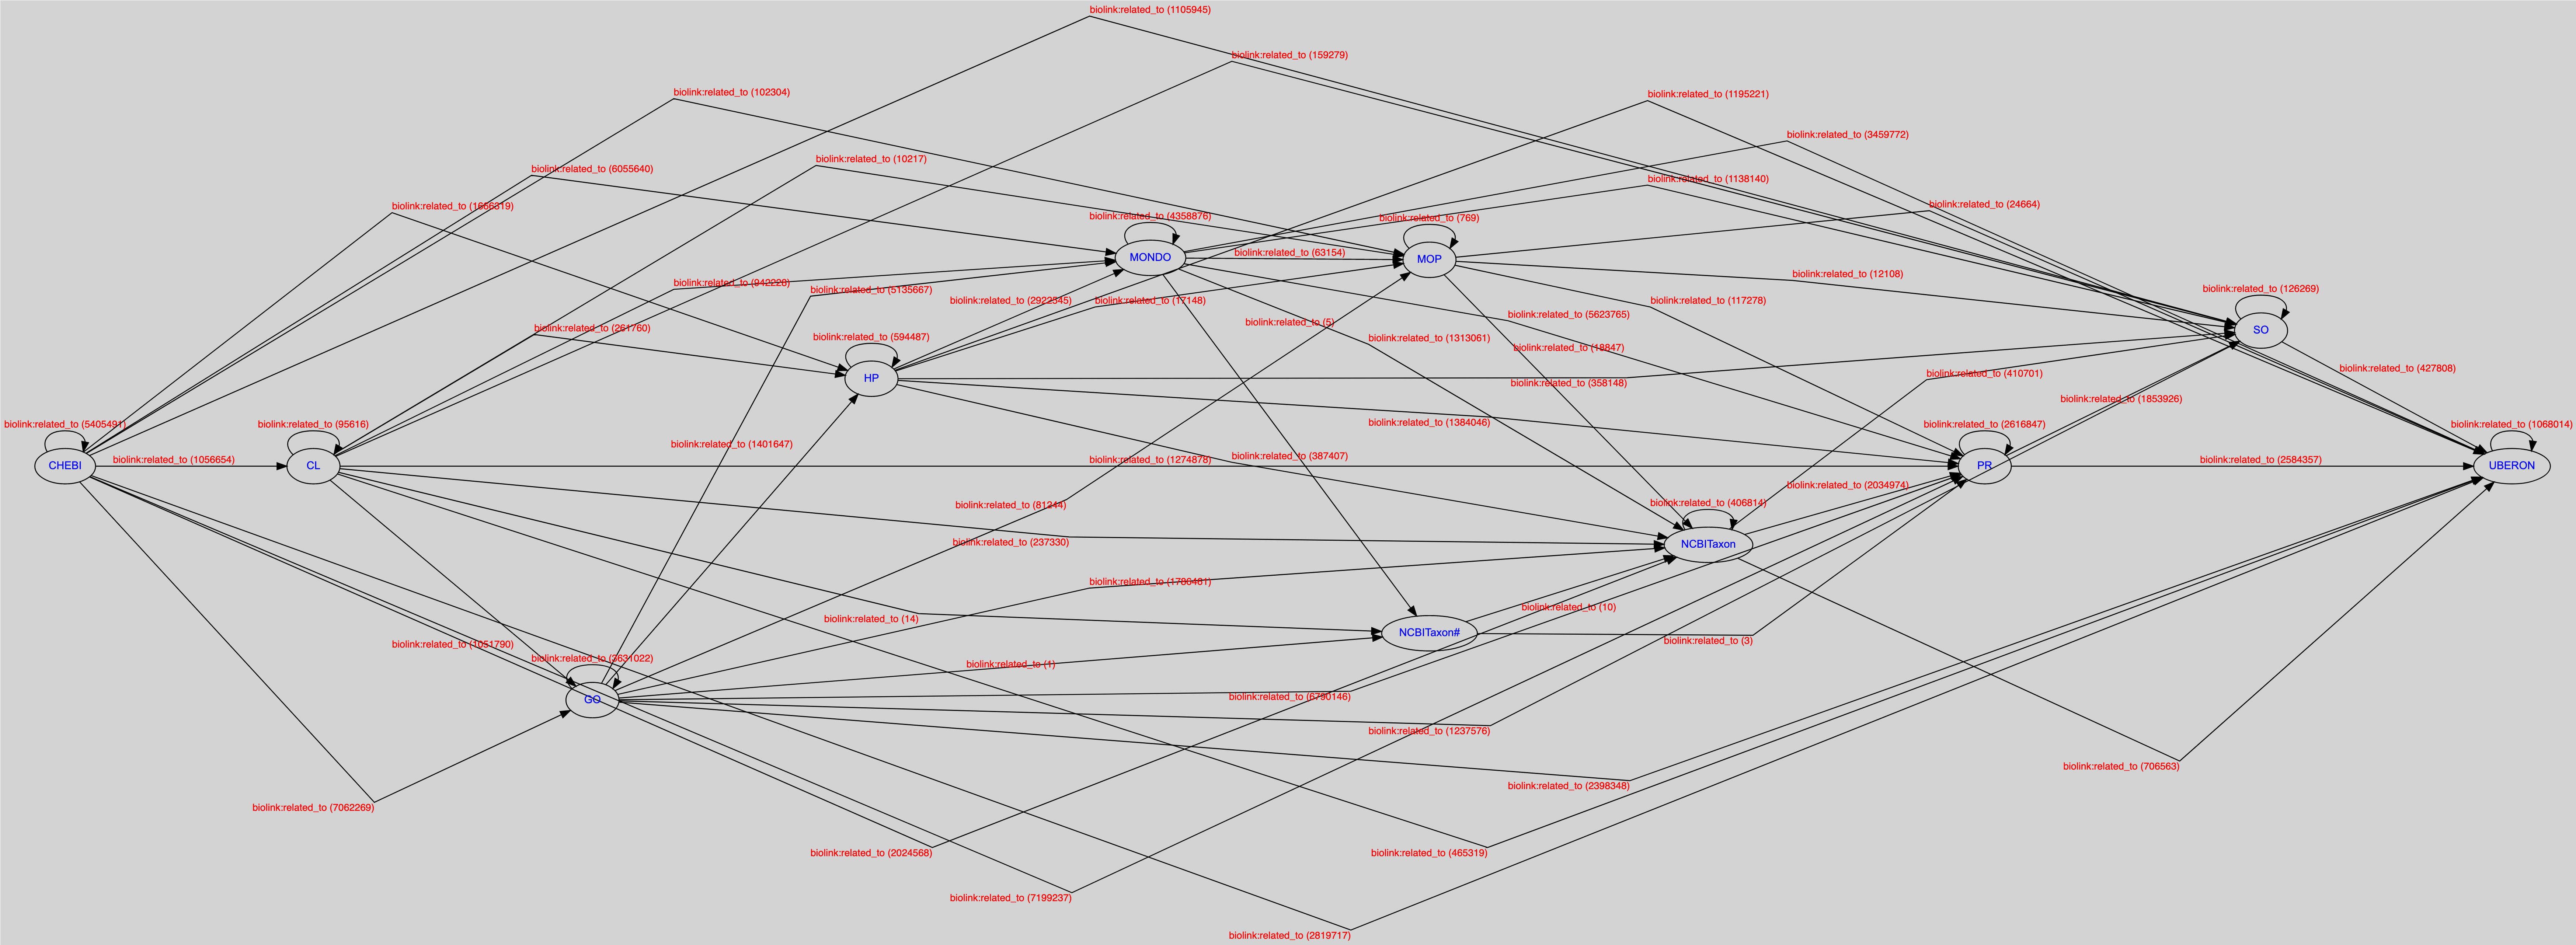 biolink:related_to (1105945)
biolink:related_to (159279)
biolink:related_to (102304)
biolink:related_to (1195221)
biolink:related_to (3459772)
biolink:related_to (10217)
biolink:related_to (6055640)
biolink:related_to (1138140)
biolink:related_to (24664)
biolink:related_to (1666319)
biolink:related_to (4358876)
biolink:related_to (769)
MONDO
biolink:related_to (63154)
MOP
biolink:related_to (12108)
biolink:related_to (942228)
biolink:related_to (5135667)
biolink:related_to (126269)
biolink:related_to (2922345)
biolink:related_to (17148)
biolink:related_to (117278)
biolink:related_to (5623765)
biolink:related_to (5)
biolink:related_to (261760)
SO
biolink:related_to (594487)
biolink:related_to (1313061)
biolink:related_to (18847)
biolink:related_to (427808)
HP
biolink:related_to (410701)
biolink:related_to (358148)
biolink:related_to (1853926)
biolink:related_to (5405491)
biolink:related_to (95616)
biolink:related_to (1384046)
biolink:related_to (2616847)
biolink:related_to (1068014)
biolink:related_to (1401647)
biolink:related_to (1056654)
biolink:related_to (1274878)
biolink:related_to (387407)
biolink:related_to (2584357)
CHEBI
CL
PR
UBERON
biolink:related_to (2034974)
biolink:related_to (81244)
biolink:related_to (406814)
biolink:related_to (237330)
NCBITaxon
biolink:related_to
biolink:related_to (10)
biolink:related_to (14)
NCBITaxon#
biolink:related_to (3)
biolink:related_to (1051790)
biolink:related_to (2631022)
biolink:related_to (1)
GO
biolink:related_to (6790146)
biolink:related_to (1237576)
biolink:related_to (706563)
biolink:related_to (2398348)
biolink:related_to (7062269)
biolink:related_to (2024568)
biolink:related_to (465319)
biolink:related_to (7199237)
biolink:related_to (2819717)